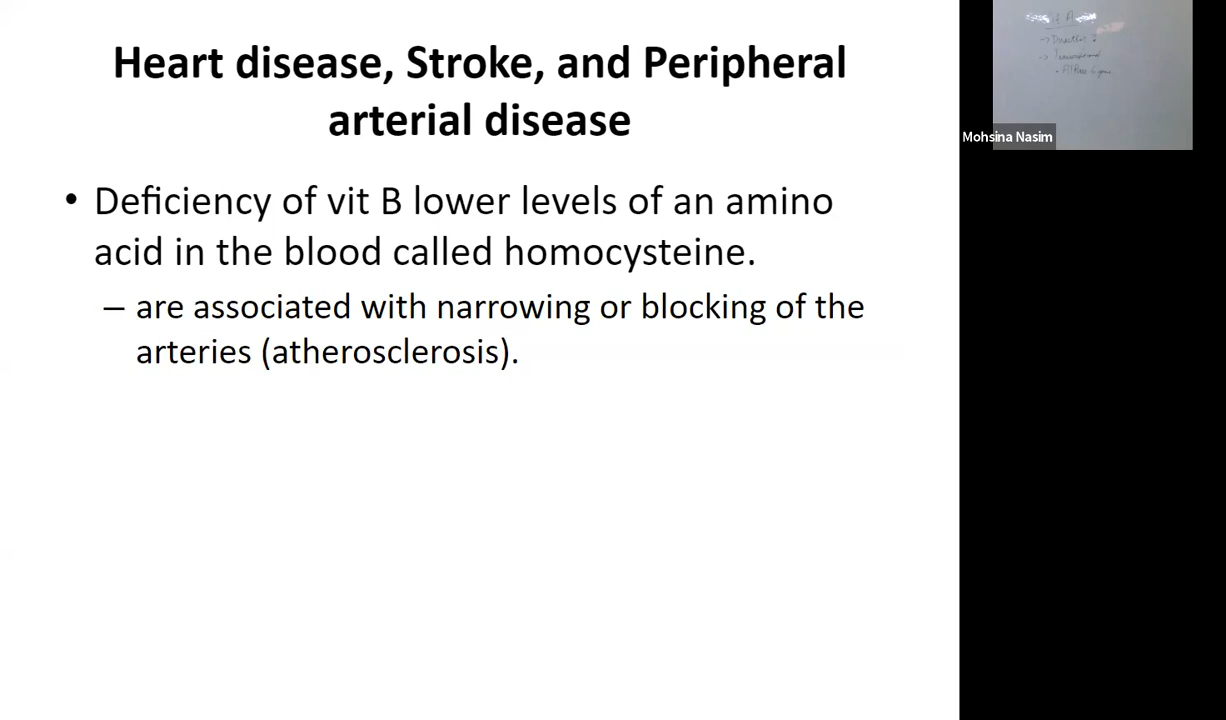 Heart disease, Stroke, and Peripheral
arterial disease
• Deficiency of vit B lower levels of an amino
acid in the blood called homocysteine.
– are associated with narrowing or blocking of the
arteries (atherosclerosis).
Mohsina Nasim